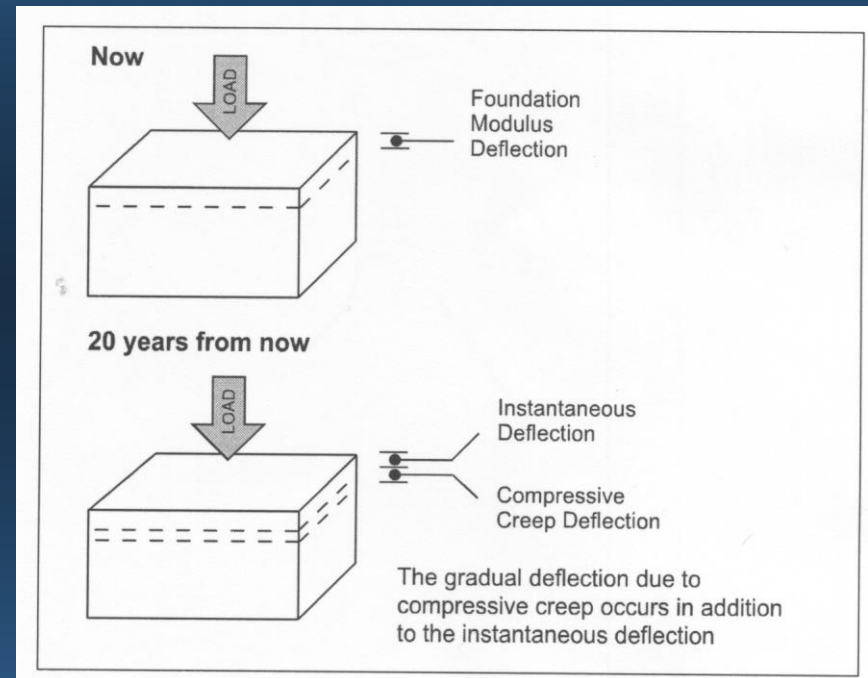 Now
LOAD
Foundation
Modulus
Deflection
20 years from now
LOAD
Instantaneous
Deflection
Compressive
Creep Deflection
The gradual deflection due to
compressive creep occurs in addition
to the instantaneous deflection